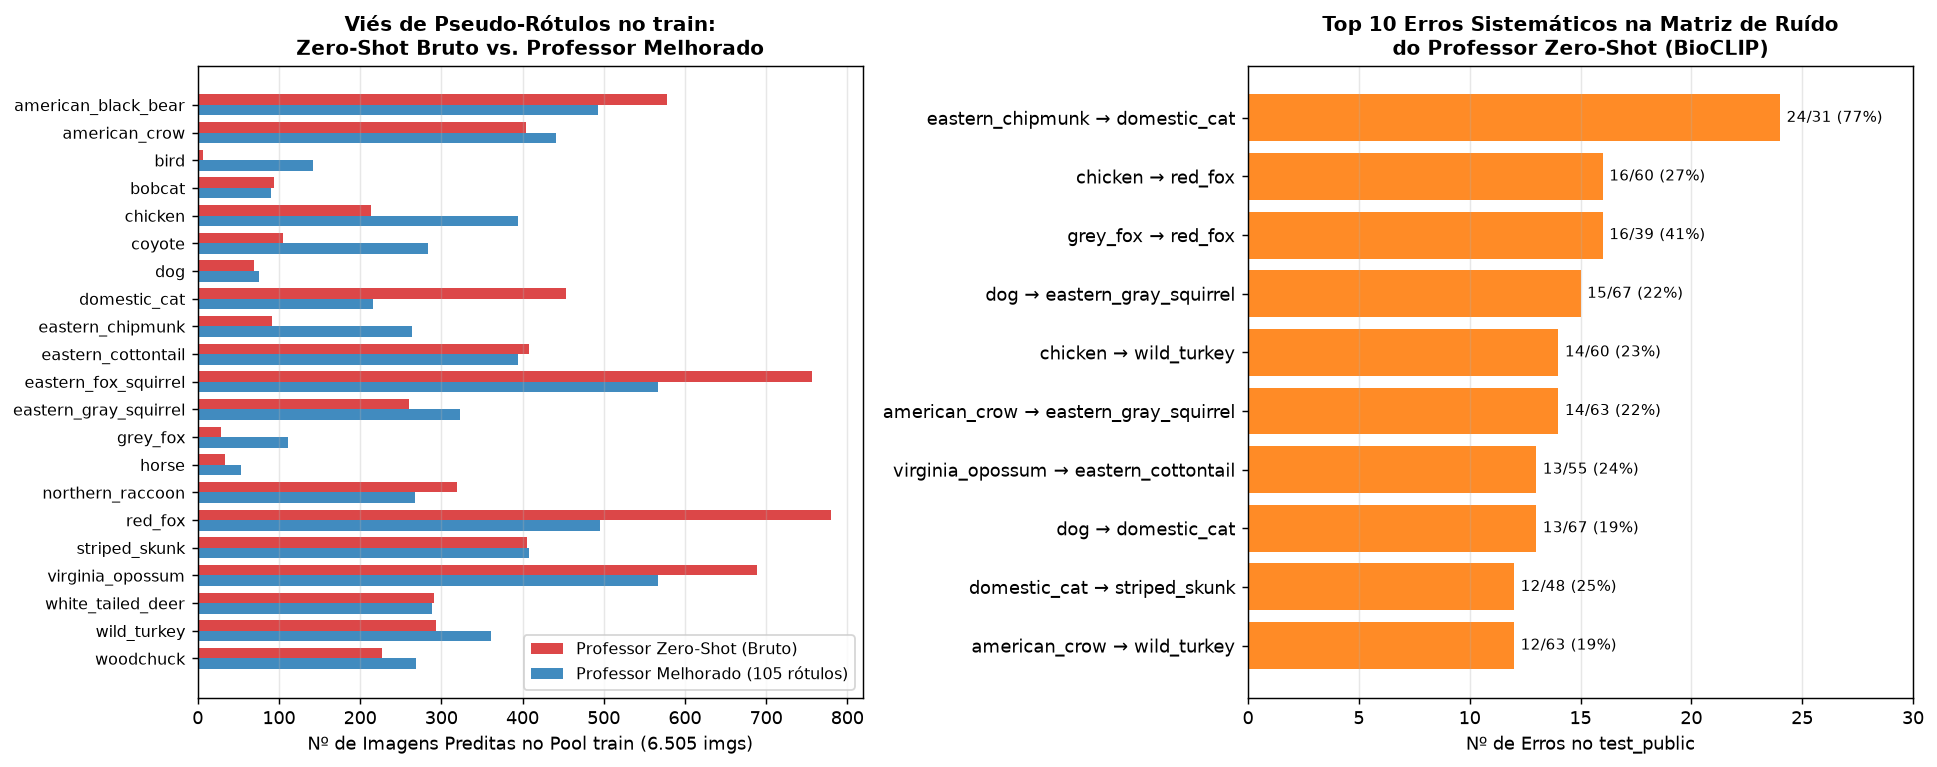 Viés de Pseudo-Rótulos no train:
Zero-Shot Bruto vs. Professor Melhorado
american_black_bear
american_crow
bird
bobcat
chicken
coyote
dog
domestic_cat
eastern_chipmunk
eastern_cottontail
eastern_fox_squirrel
eastern_gray_squirrel
grey_fox
horse
northern_raccoon
red_fox
striped_skunk
virginia_opossum
white_tailed_deer
wild_turkey
woodchuck
Professor Zero-Shot (Bruto)
Professor Melhorado (105 rótulos)
0 100 200 300 400 500 600 700 800
Nº de Imagens Preditas no Pool train (6.505 imgs)
Top 10 Erros Sistemáticos na Matriz de Ruído
do Professor Zero-Shot (BioCLIP)
eastern_chipmunk → domestic_cat 24/31 (77%)
chicken → red_fox 16/60 (27%)
grey_fox → red_fox 16/39 (41%)
dog → eastern_gray_squirrel 15/67 (22%)
chicken → wild_turkey 14/60 (23%)
american_crow → eastern_gray_squirrel 14/63 (22%)
virginia_opossum → eastern_cottontail 13/55 (24%)
dog → domestic_cat 13/67 (19%)
domestic_cat → striped_skunk 12/48 (25%)
american_crow → wild_turkey 12/63 (19%)
0 5 10 15 20 25 30
Nº de Erros no test_public